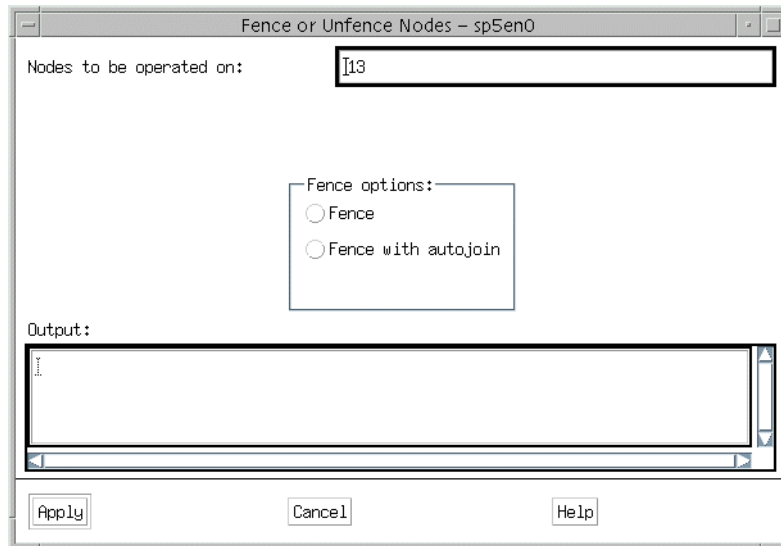 Fence or Unfence Nodes – sp5en0
Nodes to be operated on:
13
Fence options:
Fence
Fence with autojoin
Output:
Apply
Cancel
Help